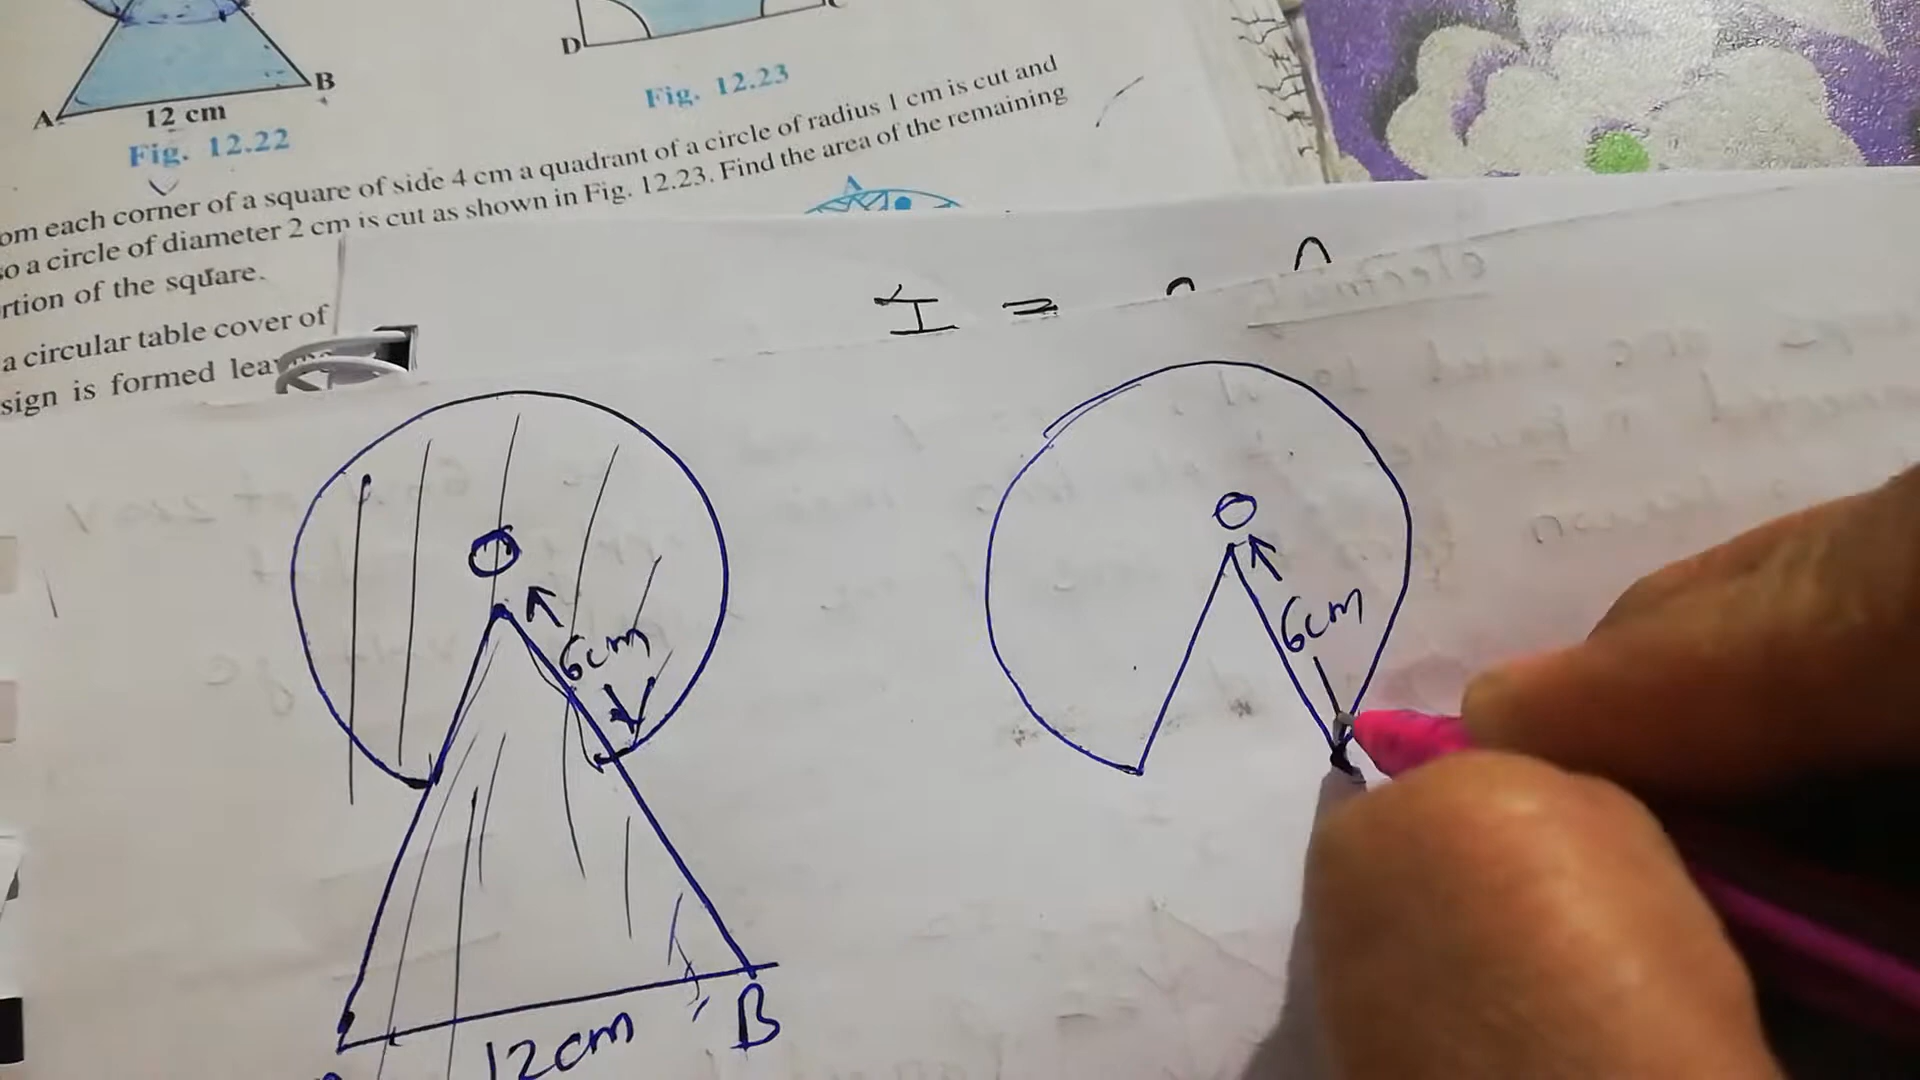 A
12 cm
B
Fig. 12.22
D
Fig. 12.23
om each corner of a square of side 4 cm a quadrant of a circle of radius 1 cm is cut and
so a circle of diameter 2 cm is cut as shown in Fig. 12.23. Find the area of the remaining
rtion of the square.
A
a circular table cover of
sign is formed lea
I =
O
6cm
12cm
B
O
6cm